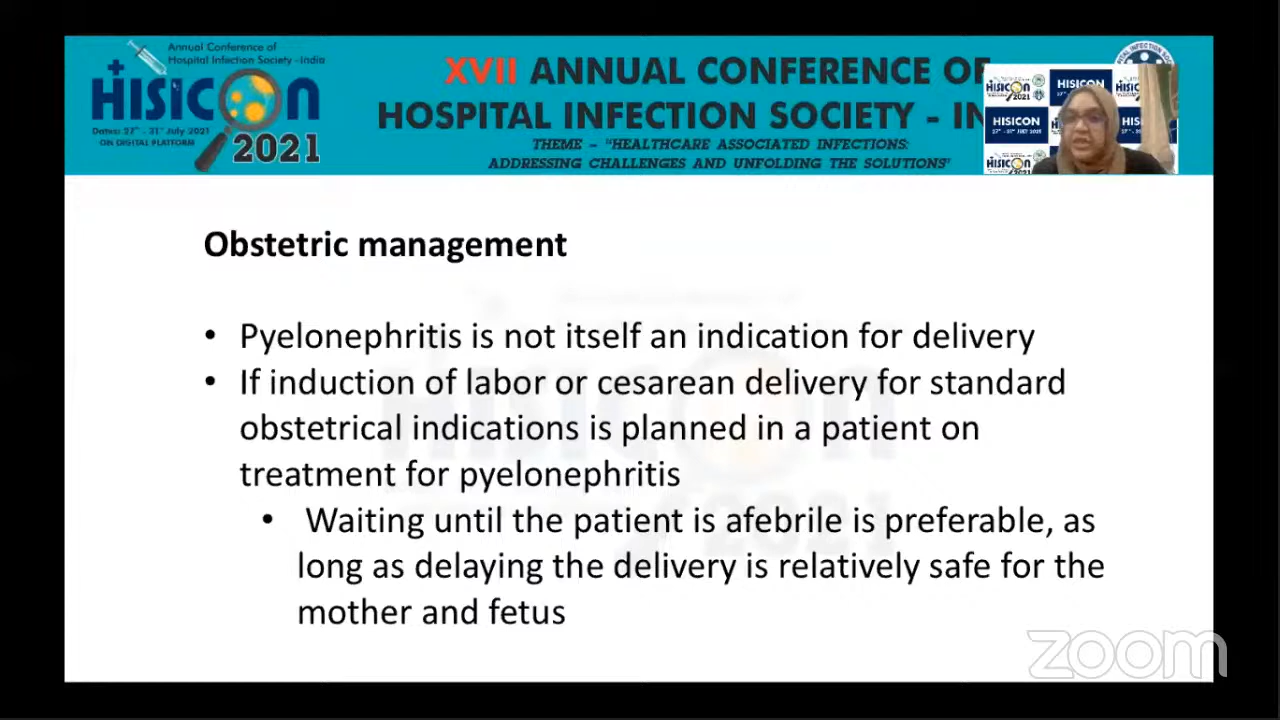 Annual Conference of
Hospital Infection Society -India
HISICON
Dates: 27th - 31st July 2021
ON DIGITAL PLATFORM
2021
XVII ANNUAL CONFERENCE OF
HOSPITAL INFECTION SOCIETY - IN
THEME – "HEALTHCARE ASSOCIATED INFECTIONS:
ADDRESSING CHALLENGES AND UNFOLDING THE SOLUTIONS"
HISICON
HISICON
Obstetric management
• Pyelonephritis is not itself an indication for delivery
• If induction of labor or cesarean delivery for standard
obstetrical indications is planned in a patient on
treatment for pyelonephritis
• Waiting until the patient is afebrile is preferable, as
long as delaying the delivery is relatively safe for the
mother and fetus
zoom